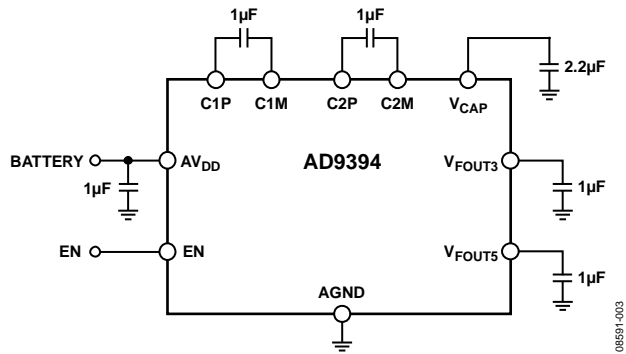 1µF
1µF
2.2µF
C1P
C1M
C2P
C2M
VCAP
BATTERY
AVDD
AD9394
VFOUT3
1µF
1µF
EN
EN
VFOUT5
1µF
AGND
08591-003